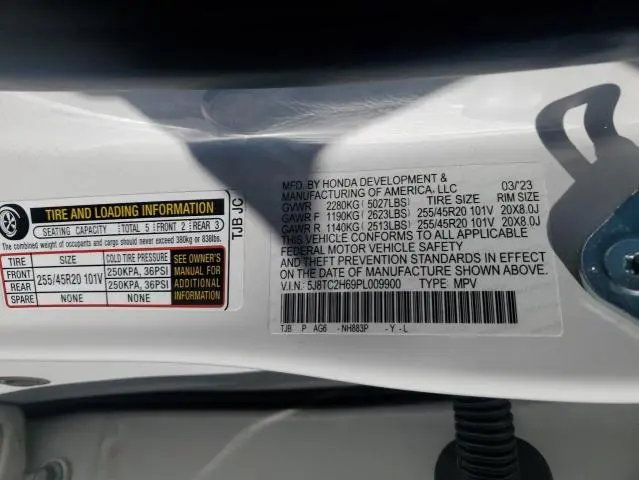 TIRE AND LOADING INFORMATION
SEATING CAPACITY TOTAL 5 FRONT 2 REAR 3
The combined weight of occupants and cargo should never exceed 380kg or 838lbs.
TIRE SIZE COLD TIRE PRESSURE SEE OWNER'S MANUAL FOR ADDITIONAL INFORMATION
FRONT 255/45R20 101V 250KPA, 36PSI
REAR 250KPA, 36PSI
SPARE NONE NONE
TJB JC
MFD. BY HONDA DEVELOPMENT &
MANUFACTURING OF AMERICA, LLC 03/'23
GVWR 2280KG ( 5027LBS) TIRE SIZE RIM SIZE
GAWR F 1190KG ( 2623LBS) 255/45R20 101V 20X8.0J
GAWR R 1140KG ( 2513LBS) 255/45R20 101V 20X8.0J
THIS VEHICLE CONFORMS TO ALL APPLICABLE
FEDERAL MOTOR VEHICLE SAFETY
AND THEFT PREVENTION STANDARDS IN EFFECT
ON THE DATE OF MANUFACTURE SHOWN ABOVE.
V.I.N.: 5J8TC2H69PL009900 TYPE: MPV
TJB P AG6 -NH883P -Y-L